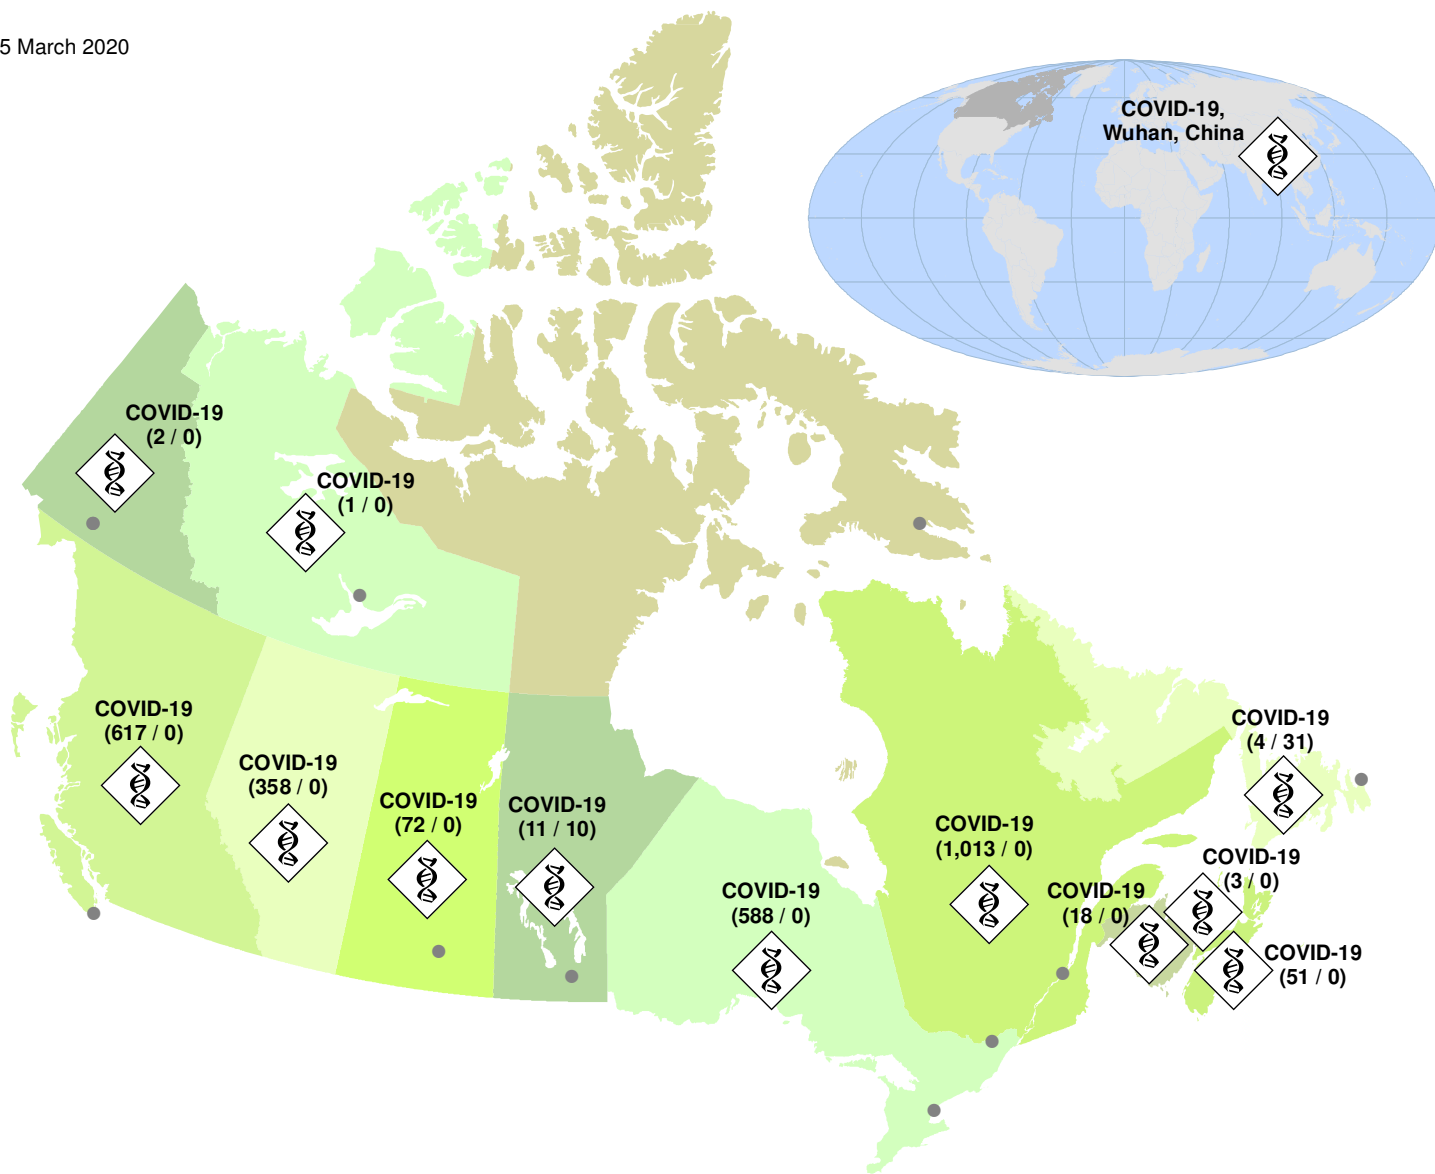 5 March 2020
COVID-19,
Wuhan, China
COVID-19
(2 / 0)
COVID-19
(1 / 0)
COVID-19
(617 / 0)
COVID-19
(358 / 0)
COVID-19
(72 / 0)
COVID-19
(11 / 10)
COVID-19
(588 / 0)
COVID-19
(1,013 / 0)
COVID-19
(4 / 31)
COVID-19
(3 / 0)
COVID-19
(18 / 0)
COVID-19
(51 / 0)